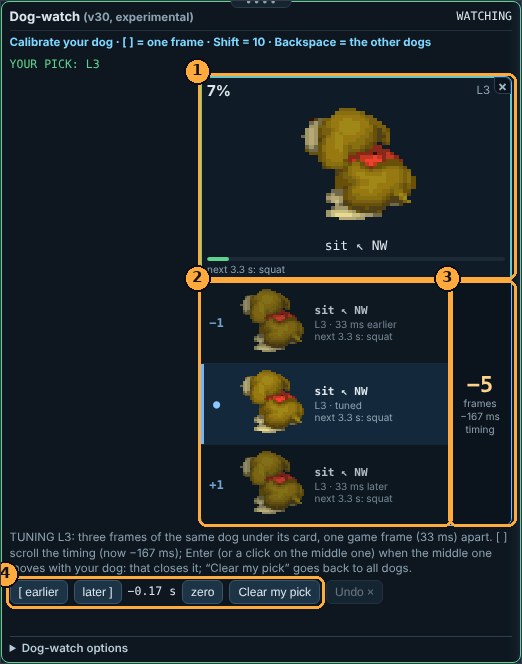 Dog-watch (v30, experimental) WATCHING
Calibrate your dog · [ ] = one frame · Shift = 10 · Backspace = the other dogs
YOUR PICK: L3
1
7% L3 ×
sit ↖ NW
next 3.3 s: squat
2 3
−1
sit ↖ NW
L3 · 33 ms earlier
next 3.3 s: squat
sit ↖ NW
L3 · tuned
next 3.3 s: squat
+1
sit ↖ NW
L3 · 33 ms later
next 3.3 s: squat
−5
frames
−167 ms
timing
TUNING L3: three frames of the same dog under its card, one game frame (33 ms) apart. [ ]
scroll the timing (now −167 ms); Enter (or a click on the middle one) when the middle one
moves with your dog: that closes it; “Clear my pick” goes back to all dogs.
4
[ earlier later ] −0.17 s zero Clear my pick Undo ×
▶ Dog-watch options